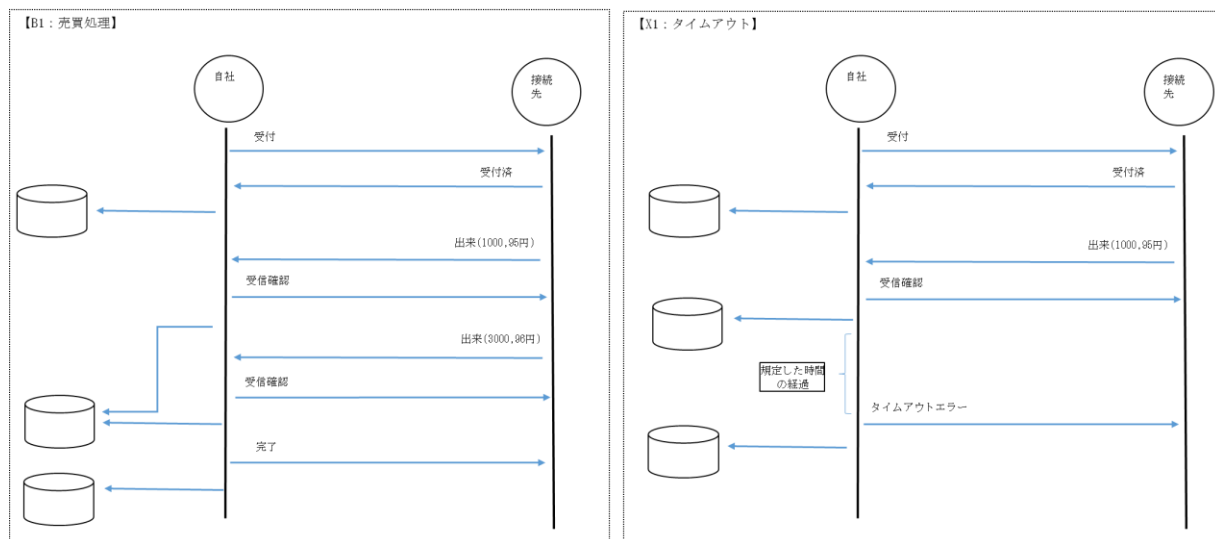 【B1：売買処理】
自社
接続
先
受付
受付済
出来(1000,95円)
受信確認
出来(3000,96円)
受信確認
完了
【X1：タイムアウト】
自社
接続
先
受付
受付済
出来(1000,95円)
受信確認
規定した時間
の経過
タイムアウトエラー